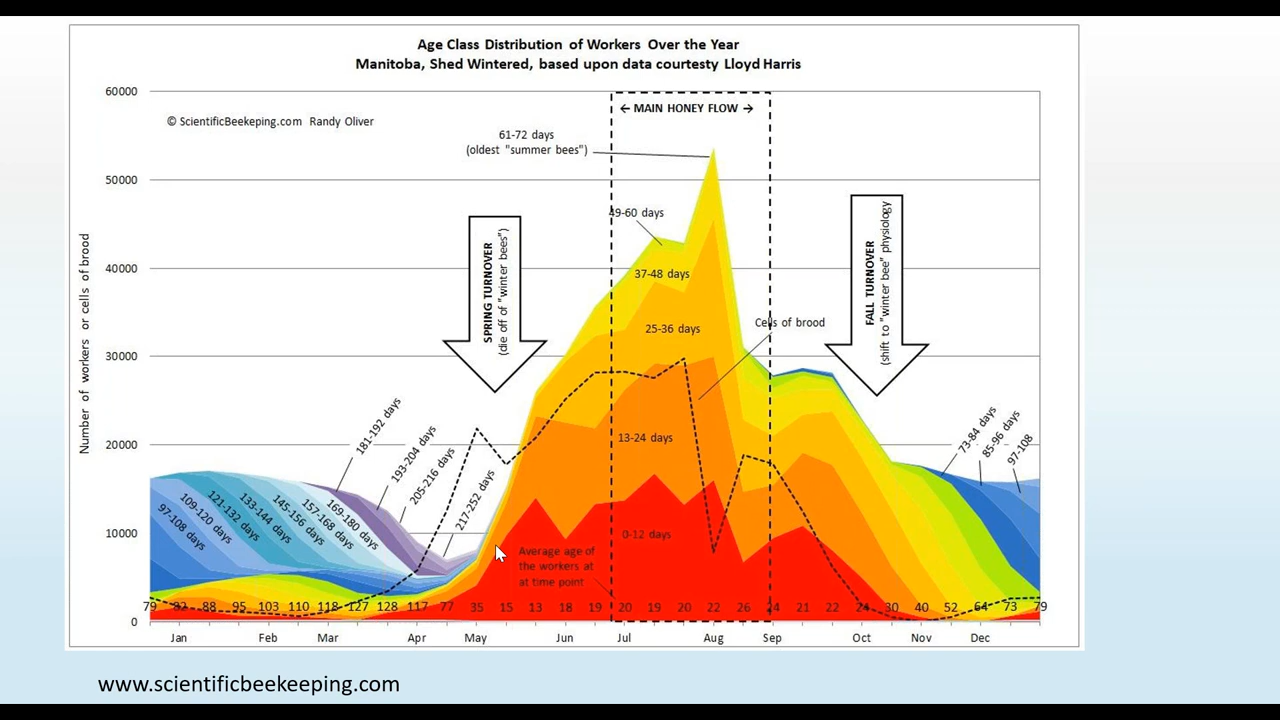 Age Class Distribution of Workers Over the Year
Manitoba, Shed Wintered, based upon data courtesty Lloyd Harris
60000
50000
40000
30000
20000
10000
0
Number of workers or cells of brood
© ScientificBeekeeping.com Randy Oliver
← MAIN HONEY FLOW →
61-72 days
(oldest "summer bees")
49-60 days
37-48 days
25-36 days
Cells of brood
13-24 days
0-12 days
SPRING TURNOVER
(die off of "winter bees")
FALL TURNOVER
(shift to "winter bee" physiology
97-108 days
109-120 days
121-132 days
133-144 days
145-156 days
157-168 days
169-180 days
181-192 days
193-204 days
205-216 days
217-252 days
73-84 days
85-96 days
97-108
Average age of
the workers at
at time point
79 92 88 95 103 110 118 127 128 117 77 35 15 13 18 19 20 19 20 22 26 24 21 22 24 30 40 52 64 73 79
Jan Feb Mar Apr May Jun Jul Aug Sep Oct Nov Dec
www.scientificbeekeeping.com